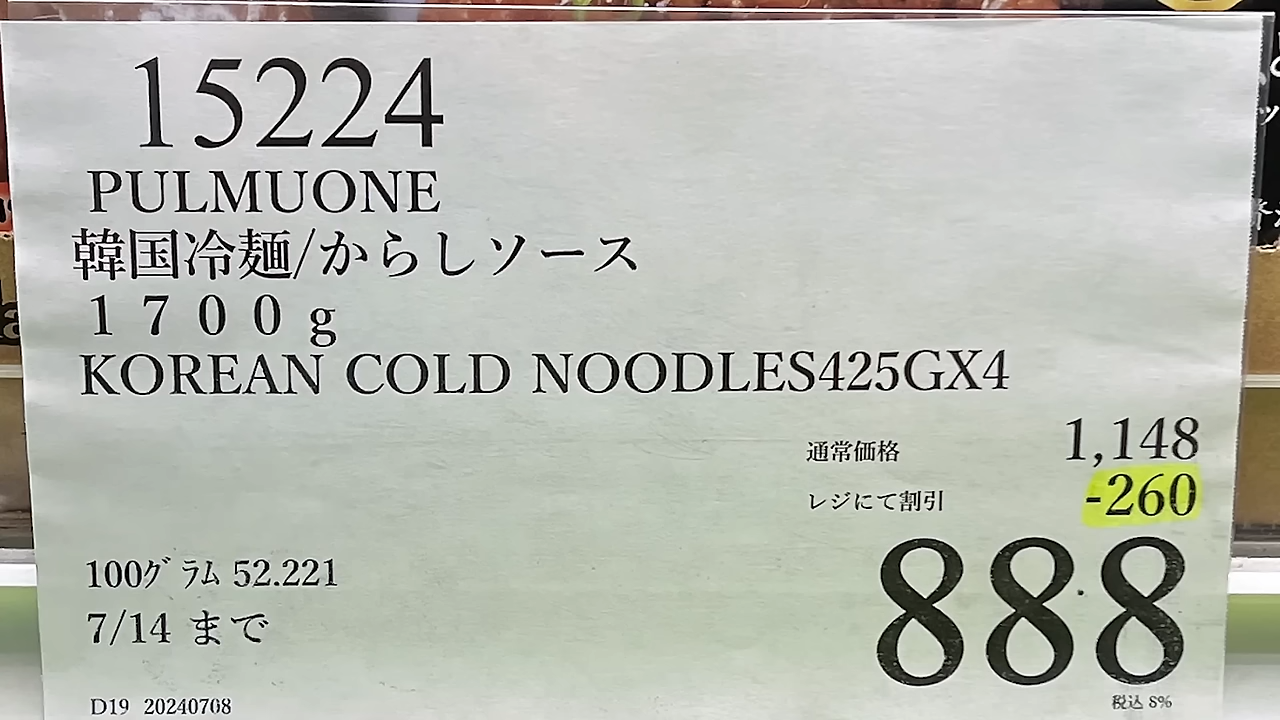 15224
PULMUONE
韓国冷麺/からしソース
１７００ｇ
KOREAN COLD NOODLES425GX4
通常価格 1,148
レジにて割引 -260
888
100ｸﾞﾗﾑ 52.221
7/14 まで
税込 8%
D19 20240708